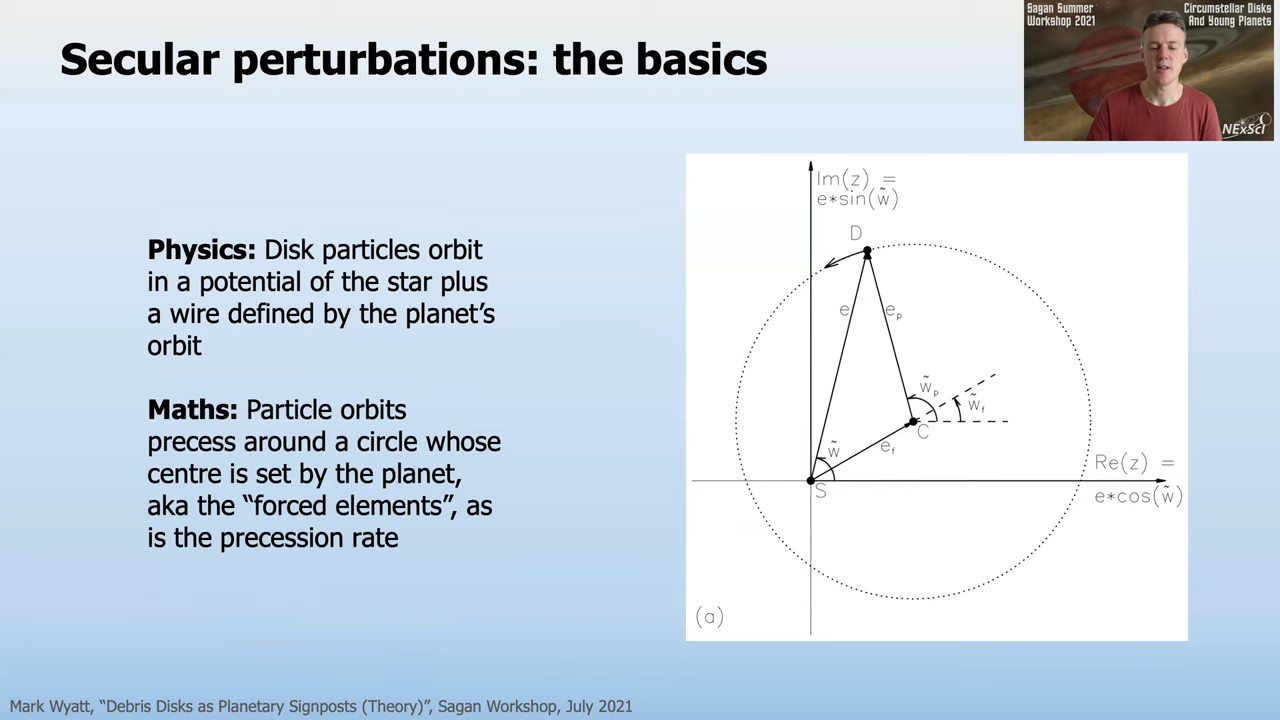 Secular perturbations: the basics
Sagan Summer
Workshop 2021
Circumstellar Disks
And Young Planets
NExScI
Physics: Disk particles orbit
in a potential of the star plus
a wire defined by the planet’s
orbit
Maths: Particle orbits
precess around a circle whose
centre is set by the planet,
aka the “forced elements”, as
is the precession rate
Im(z) =
e*sin(w̃)
D
e
eₚ
w̃ₚ
w̃f
C
ef
w̃
S
Re(z) =
e*cos(w̃)
(a)
Mark Wyatt, “Debris Disks as Planetary Signposts (Theory)”, Sagan Workshop, July 2021